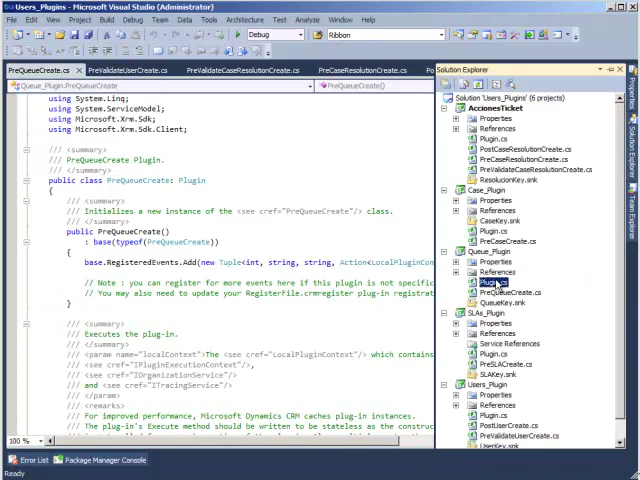 Users_Plugins - Microsoft Visual Studio (Administrator)
File Edit View Project Build Debug Team Data Tools Architecture Test Analyze Window Help
Debug Ribbon
PreQueueCreate.cs PreValidateUserCreate.cs PreValidateCaseResolutionCreate.cs PreCaseResolutionCreate.cs
Queue_Plugin.PreQueueCreate PreQueueCreate()
using System.Linq;
using System.ServiceModel;
using Microsoft.Xrm.Sdk;
using Microsoft.Xrm.Sdk.Client;
/// <summary>
/// PreQueueCreate Plugin.
/// </summary>
public class PreQueueCreate: Plugin
{
/// <summary>
/// Initializes a new instance of the <see cref="PreQueueCreate"/> class.
/// </summary>
public PreQueueCreate()
: base(typeof(PreQueueCreate))
{
base.RegisteredEvents.Add(new Tuple<int, string, string, Action<LocalPluginCon
// Note : you can register for more events here if this plugin is not specific
// You may also need to update your RegisterFile.crmregister plug-in registrat
}
/// <summary>
/// Executes the plug-in.
/// </summary>
/// <param name="localContext">The <see cref="LocalPluginContext"/> which contains
/// <see cref="IPluginExecutionContext"/>,
/// <see cref="IOrganizationService"/>
/// and <see cref="ITracingService"/>
/// </param>
/// <remarks>
/// For improved performance, Microsoft Dynamics CRM caches plug-in instances.
/// The plug-in's Execute method should be written to be stateless as the construc
100 %
Solution Explorer
Solution 'Users_Plugins' (6 projects)
AccionesTicket
Properties
References
Plugin.cs
PostCaseResolutionCreate.cs
PreCaseResolutionCreate.cs
PreValidateCaseResolutionCreate.cs
ResolucionKey.snk
Case_Plugin
Properties
References
CaseKey.snk
Plugin.cs
PreCaseCreate.cs
Queue_Plugin
Properties
References
Plugin.cs
PreQueueCreate.cs
QueueKey.snk
SLAs_Plugin
Properties
References
Service References
Plugin.cs
PreSLACreate.cs
SLAKey.snk
Users_Plugin
Properties
References
Plugin.cs
PostUserCreate.cs
PreValidateUserCreate.cs
UserKey.snk
Properties
Solution Explorer
Team Explorer
Error List Package Manager Console
Ready